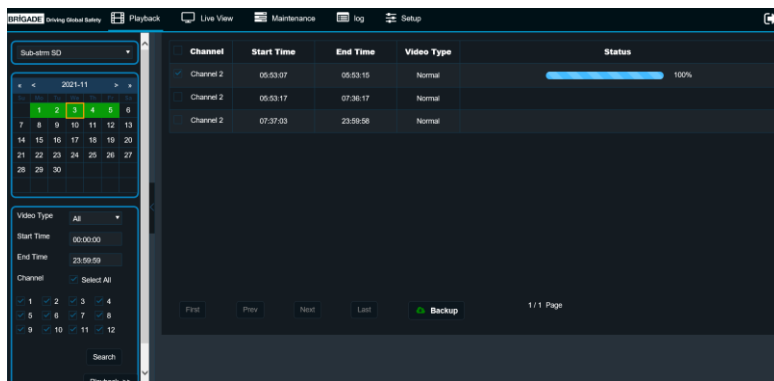 BRIGADE Driving Global Safety Playback Live View Maintenance log Setup
Sub-strm SD
Channel Start Time End Time Video Type Status
Channel 2 05:53:07 05:53:15 Normal 100%
Channel 2 05:53:17 07:36:17 Normal
Channel 2 07:37:03 23:59:58 Normal
« < 2021-11 > »
1 2 3 4 5 6
7 8 9 10 11 12 13
14 15 16 17 18 19 20
21 22 23 24 25 26 27
28 29 30
Video Type All
Start Time 00:00:00
End Time 23:59:59
Channel Select All
1 2 3 4
5 6 7 8
9 10 11 12
First Prev Next Last Backup 1 / 1 Page
Search